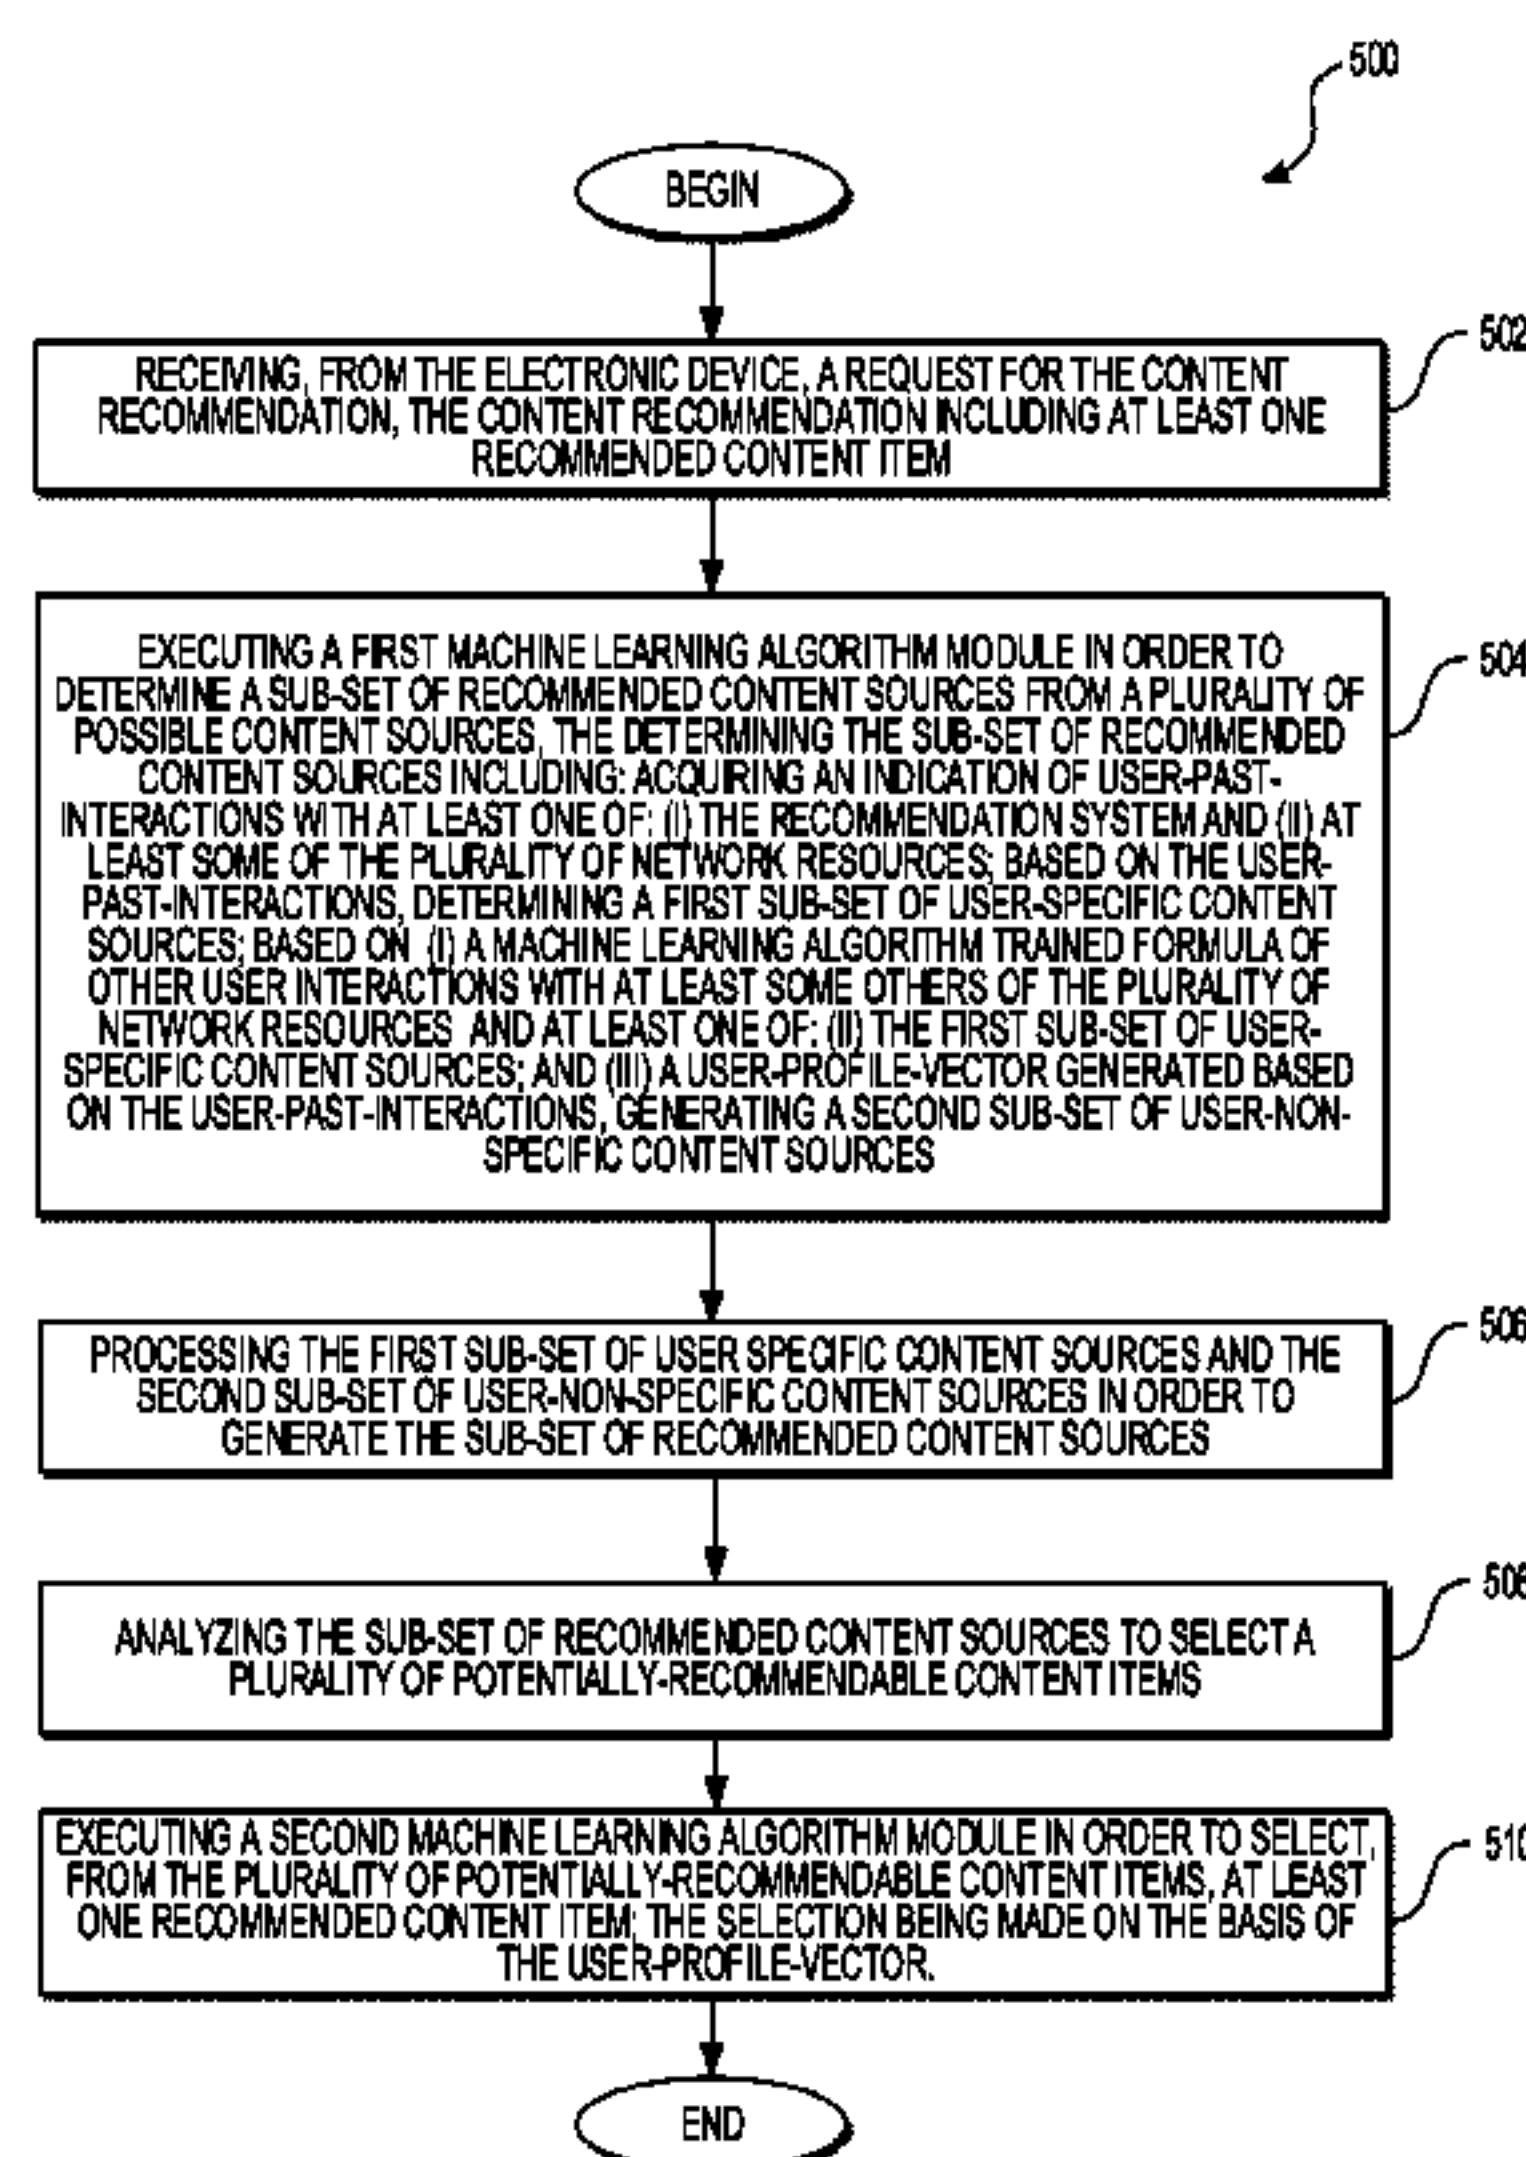 500
BEGIN
502
RECEIVING, FROM THE ELECTRONIC DEVICE, A REQUEST FOR THE CONTENT
RECOMMENDATION, THE CONTENT RECOMMENDATION INCLUDING AT LEAST ONE
RECOMMENDED CONTENT ITEM
504
EXECUTING A FIRST MACHINE LEARNING ALGORITHM MODULE IN ORDER TO
DETERMINE A SUB-SET OF RECOMMENDED CONTENT SOURCES FROM A PLURALITY OF
POSSIBLE CONTENT SOURCES, THE DETERMINING THE SUB-SET OF RECOMMENDED
CONTENT SOURCES INCLUDING: ACQUIRING AN INDICATION OF USER-PAST-
INTERACTIONS WITH AT LEAST ONE OF: (I) THE RECOMMENDATION SYSTEM AND (II) AT
LEAST SOME OF THE PLURALITY OF NETWORK RESOURCES; BASED ON THE USER-
PAST-INTERACTIONS, DETERMINING A FIRST SUB-SET OF USER-SPECIFIC CONTENT
SOURCES; BASED ON (I) A MACHINE LEARNING ALGORITHM TRAINED FORMULA OF
OTHER USER INTERACTIONS WITH AT LEAST SOME OTHERS OF THE PLURALITY OF
NETWORK RESOURCES AND AT LEAST ONE OF: (II) THE FIRST SUB-SET OF USER-
SPECIFIC CONTENT SOURCES; AND (III) A USER-PROFILE-VECTOR GENERATED BASED
ON THE USER-PAST-INTERACTIONS, GENERATING A SECOND SUB-SET OF USER-NON-
SPECIFIC CONTENT SOURCES
506
PROCESSING THE FIRST SUB-SET OF USER SPECIFIC CONTENT SOURCES AND THE
SECOND SUB-SET OF USER-NON-SPECIFIC CONTENT SOURCES IN ORDER TO
GENERATE THE SUB-SET OF RECOMMENDED CONTENT SOURCES
508
ANALYZING THE SUB-SET OF RECOMMENDED CONTENT SOURCES TO SELECT A
PLURALITY OF POTENTIALLY-RECOMMENDABLE CONTENT ITEMS
510
EXECUTING A SECOND MACHINE LEARNING ALGORITHM MODULE IN ORDER TO SELECT,
FROM THE PLURALITY OF POTENTIALLY-RECOMMENDABLE CONTENT ITEMS, AT LEAST
ONE RECOMMENDED CONTENT ITEM; THE SELECTION BEING MADE ON THE BASIS OF
THE USER-PROFILE-VECTOR.
END